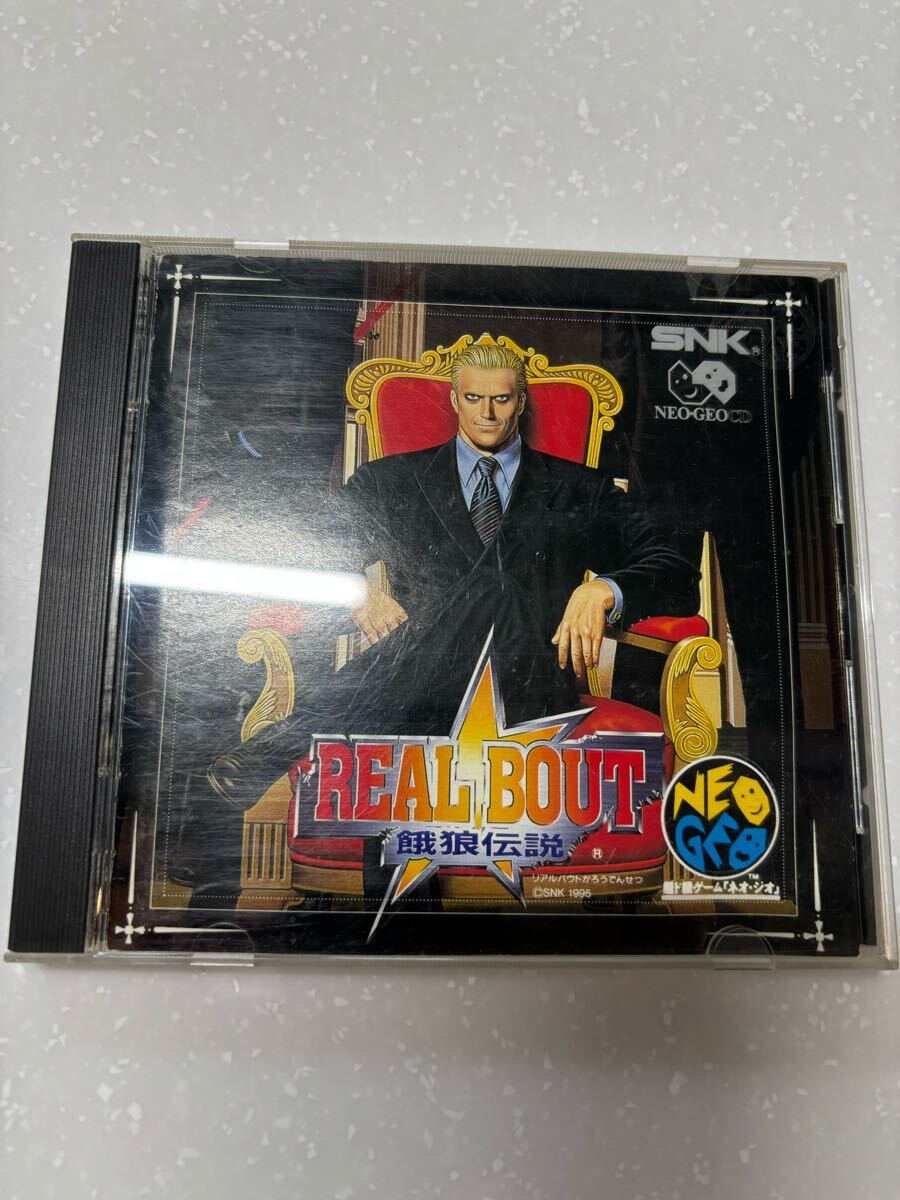 SNK®
NEO·GEO CD
REAL BOUT
餓狼伝説®
リアルバウトがろうでんせつ
©SNK 1995
NEO
GEO
™
超ド級ゲーム「ネオ・ジオ」